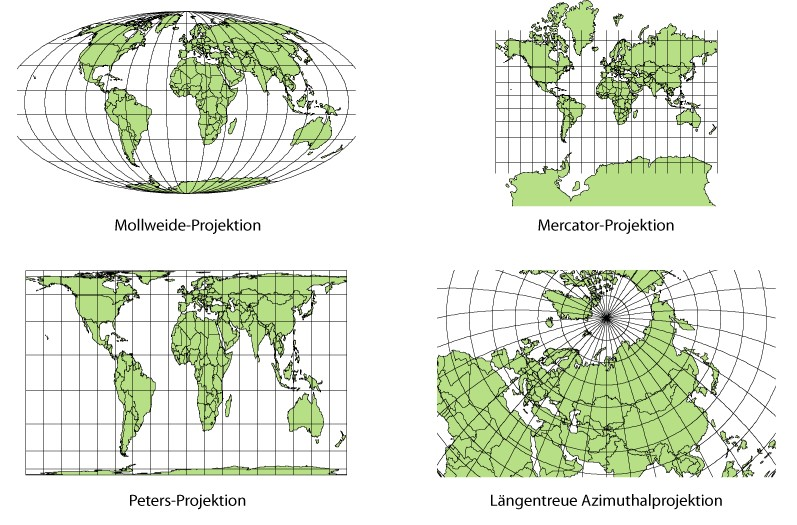 Mollweide-Projektion
Mercator-Projektion
Peters-Projektion
Längentreue Azimuthalprojektion